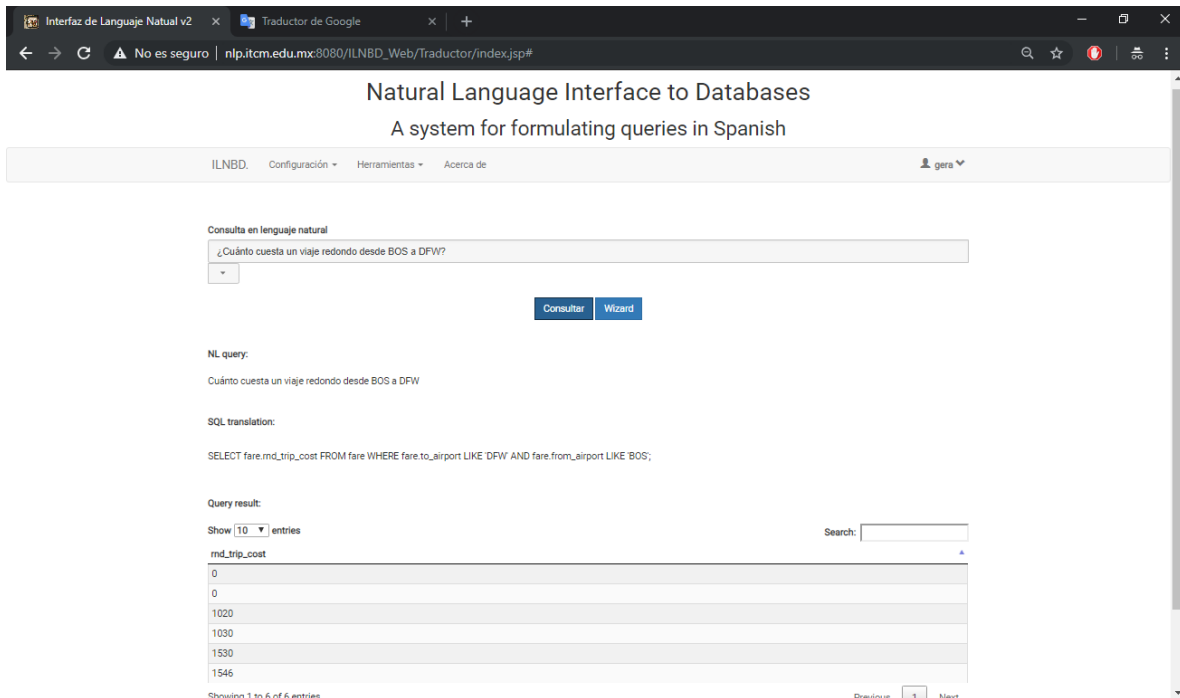 Interfaz de Languaje Natual v2
Traductor de Google
No es seguro | nlp.itcm.edu.mx:8080/ILNBD_Web/Traductor/index.jsp#
Natural Language Interface to Databases
A system for formulating queries in Spanish
ILNBD. Configuración Herramientas Acerca de gera
Consulta en lenguaje natural
¿Cuánto cuesta un viaje redondo desde BOS a DFW?
Consultar Wizard
NL query:
Cuánto cuesta un viaje redondo desde BOS a DFW
SQL translation:
SELECT fare.rnd_trip_cost FROM fare WHERE fare.to_airport LIKE 'DFW' AND fare.from_airport LIKE 'BOS';
Query result:
Show 10 entries Search:
rnd_trip_cost
0
0
1020
1030
1530
1546
Showing 1 to 6 of 6 entries Previous 1 Next